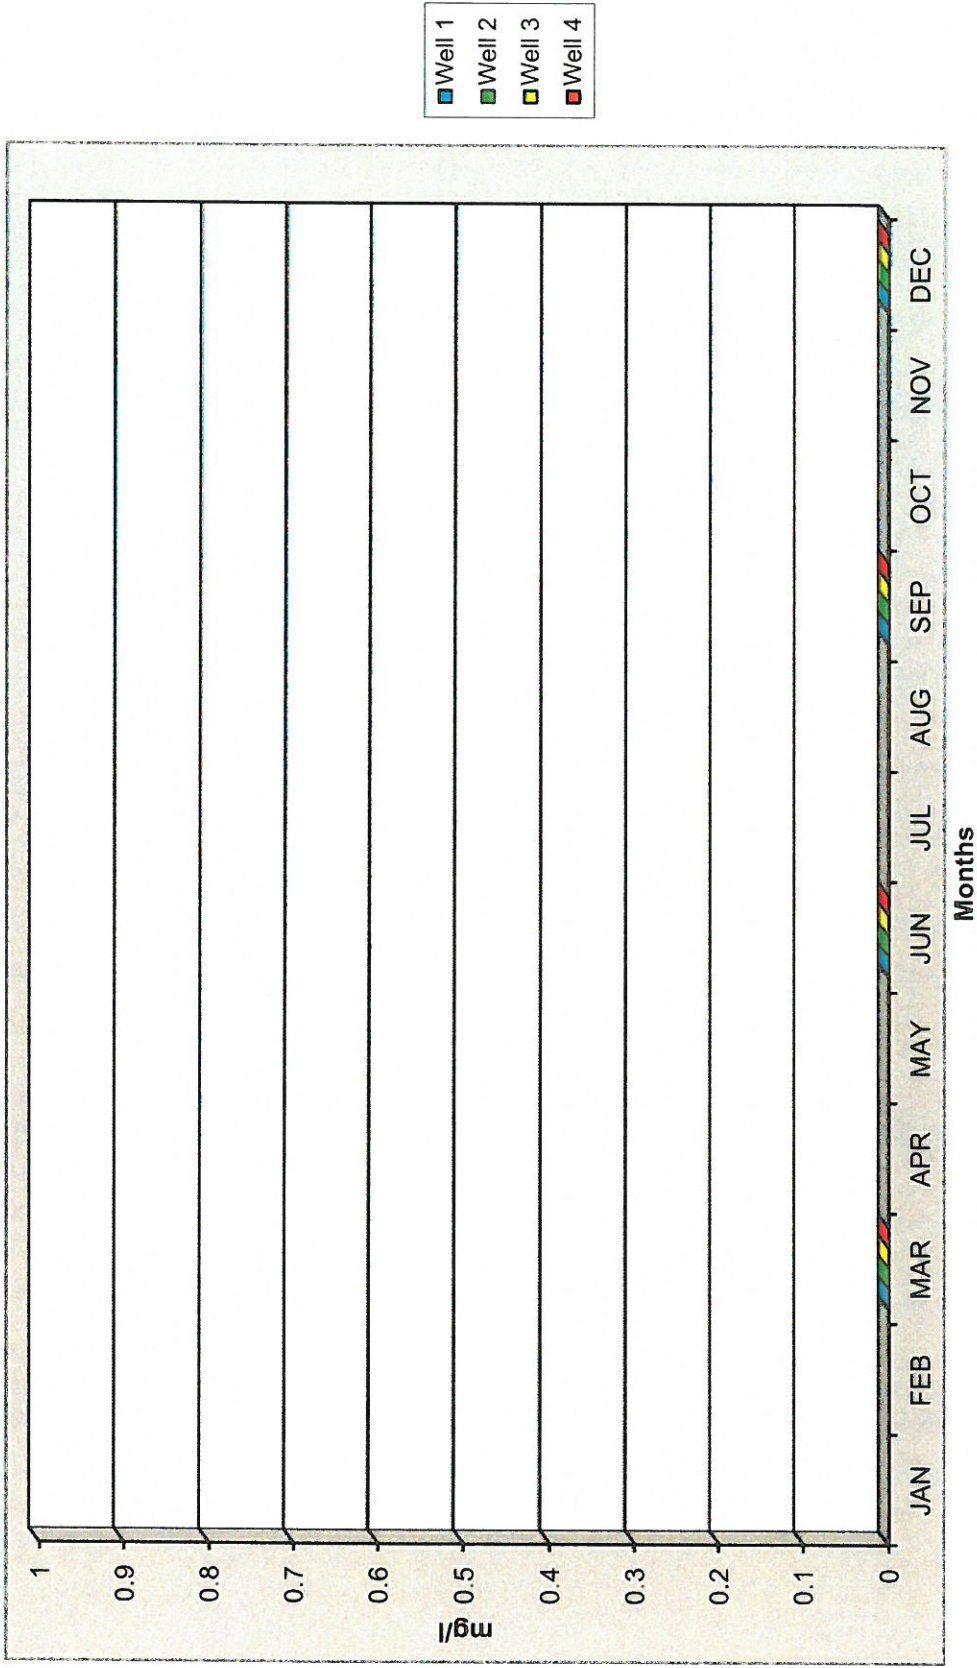 mg/l
1
0.9
0.8
0.7
0.6
0.5
0.4
0.3
0.2
0.1
0
JAN
FEB
MAR
APR
MAY
JUN
JUL
AUG
SEP
OCT
NOV
DEC
Months
Well 1
Well 2
Well 3
Well 4